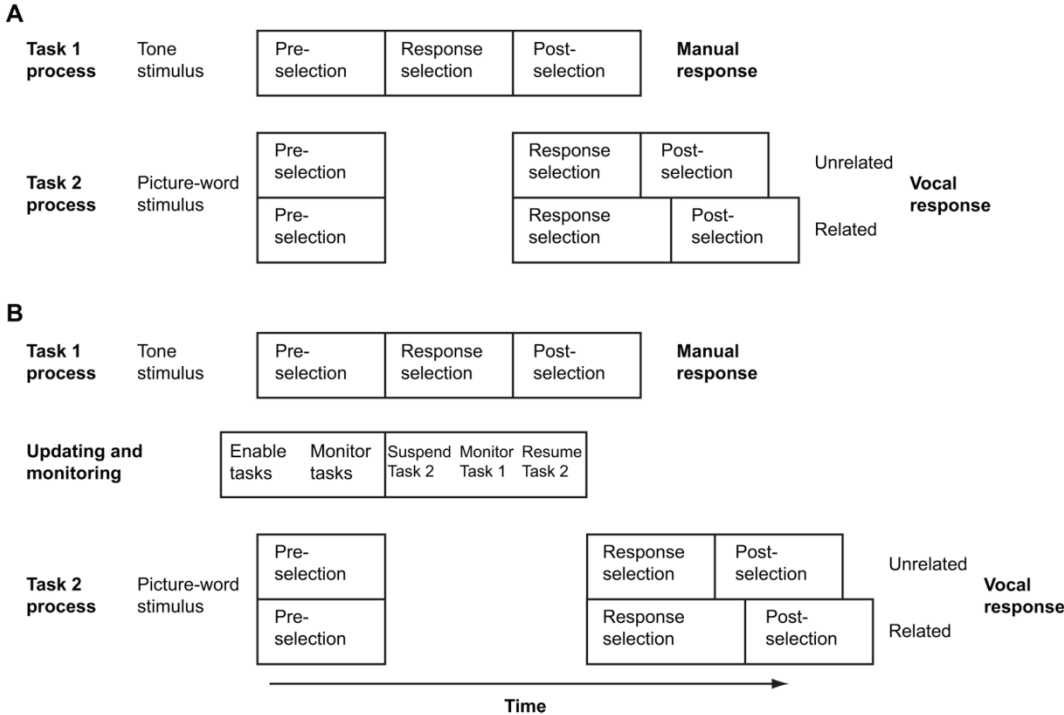 A
Task 1 process
Tone stimulus
Pre-selection
Response selection
Post-selection
Manual response
Task 2 process
Picture-word stimulus
Pre-selection
Response selection
Post-selection
Unrelated
Pre-selection
Response selection
Post-selection
Related
Vocal response
B
Task 1 process
Tone stimulus
Pre-selection
Response selection
Post-selection
Manual response
Updating and monitoring
Enable tasks
Monitor tasks
Suspend Task 2
Monitor Task 1
Resume Task 2
Task 2 process
Picture-word stimulus
Pre-selection
Response selection
Post-selection
Unrelated
Pre-selection
Response selection
Post-selection
Related
Vocal response
Time